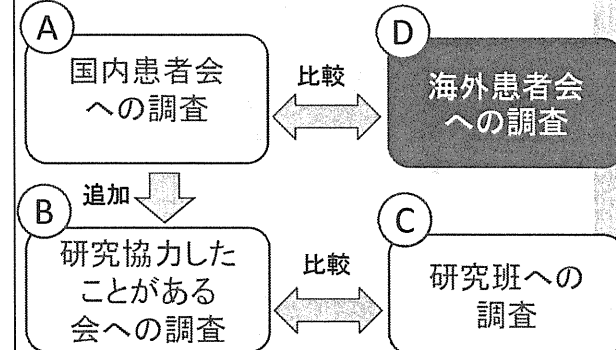 A
国内患者会
への調査
比較
D
海外患者会
への調査
追加
B
研究協力した
ことがある
会への調査
比較
C
研究班への
調査